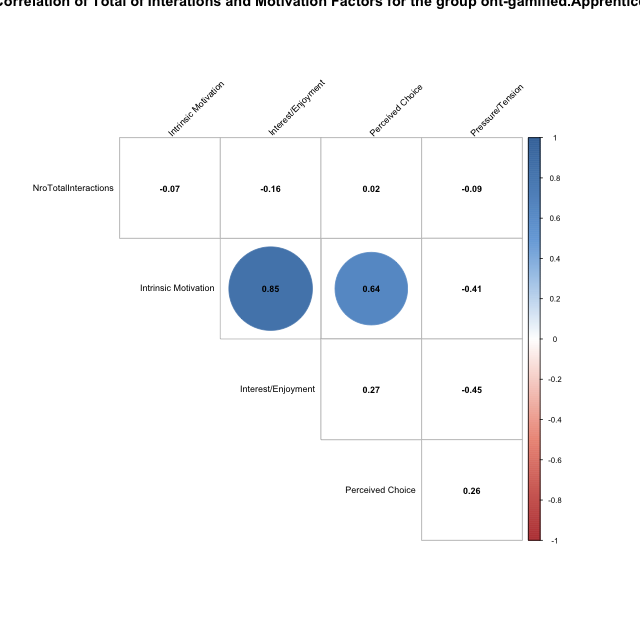 Correlation of Total of Interations and Motivation Factors for the group ont-gamified.Apprentice
Intrinsic Motivation
Interest/Enjoyment
Perceived Choice
Pressure/Tension
NroTotalInteractions -0.07 -0.16 0.02 -0.09
Intrinsic Motivation 0.85 0.64 -0.41
Interest/Enjoyment 0.27 -0.45
Perceived Choice 0.26
1
0.8
0.6
0.4
0.2
0
-0.2
-0.4
-0.6
-0.8
-1